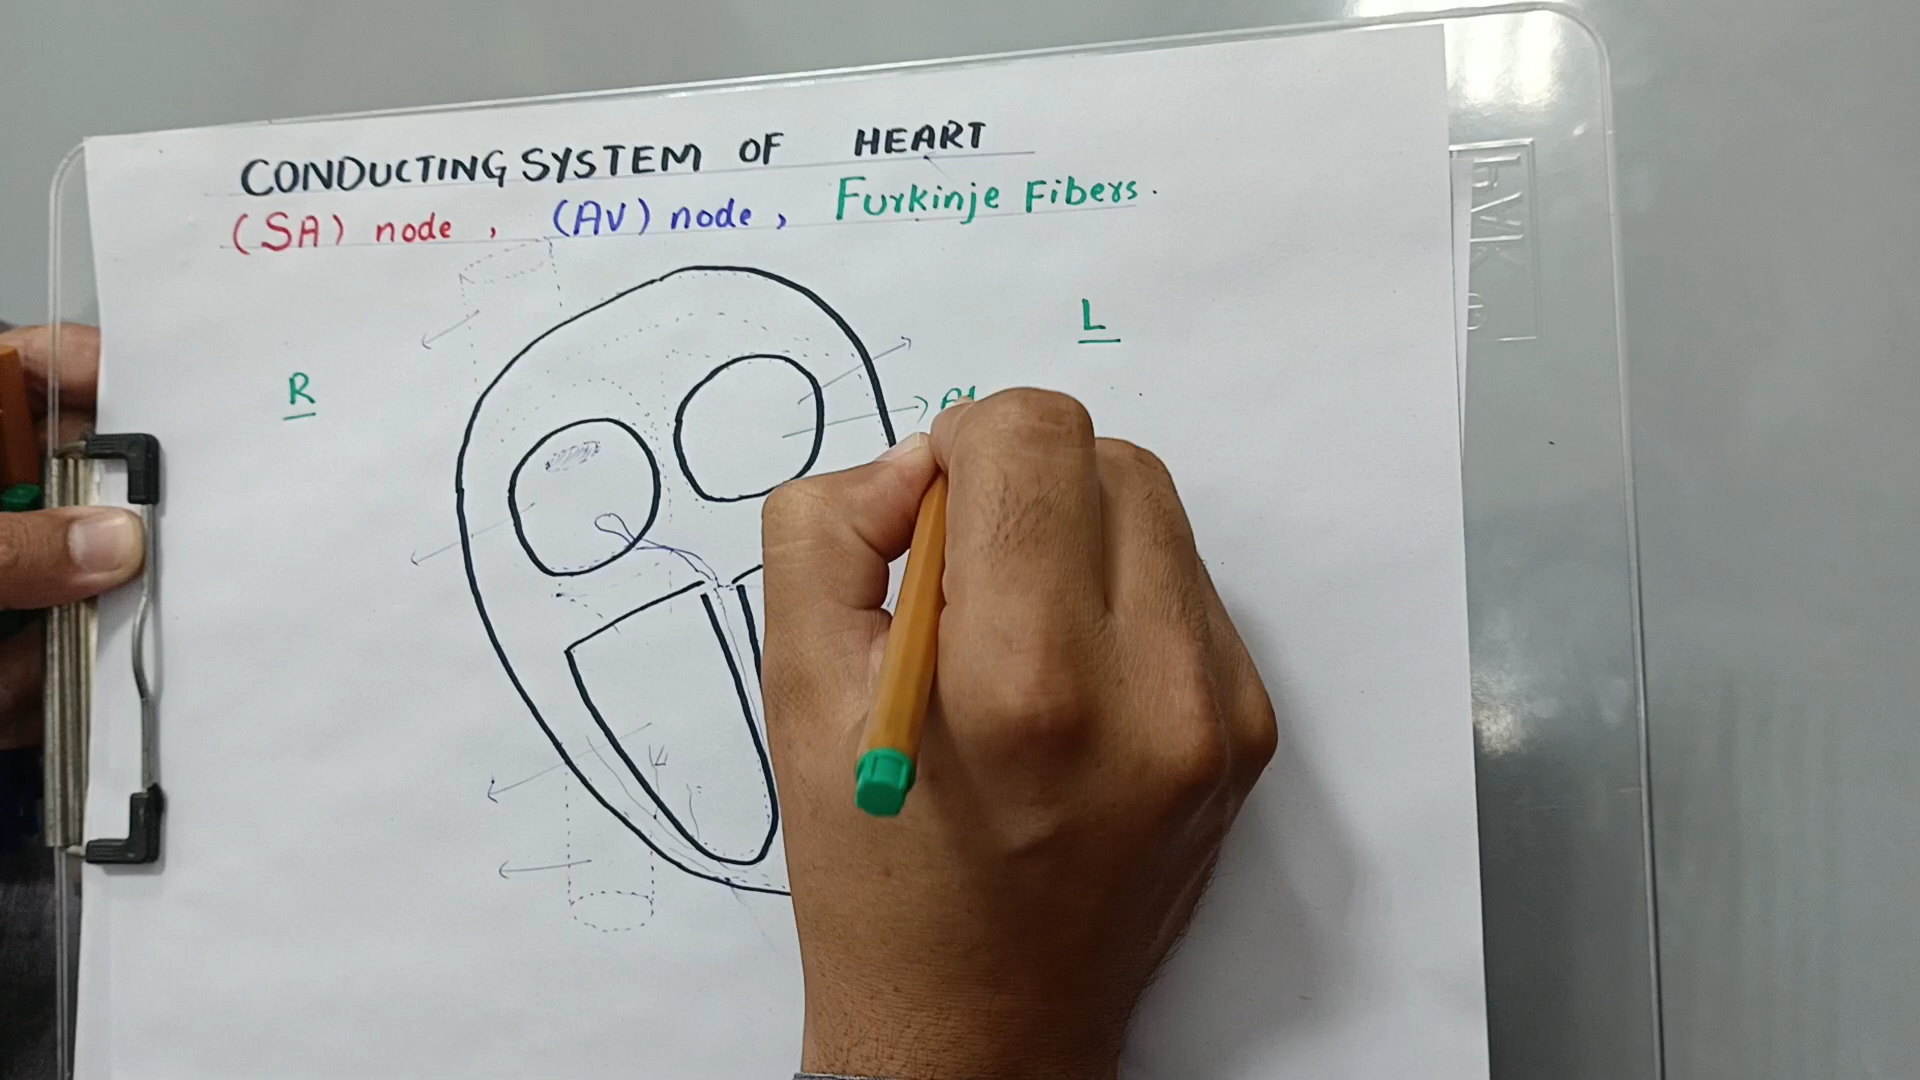 CONDUCTING SYSTEM OF HEART
(SA) node, (AV) node, Furkinje Fibers.
L
R